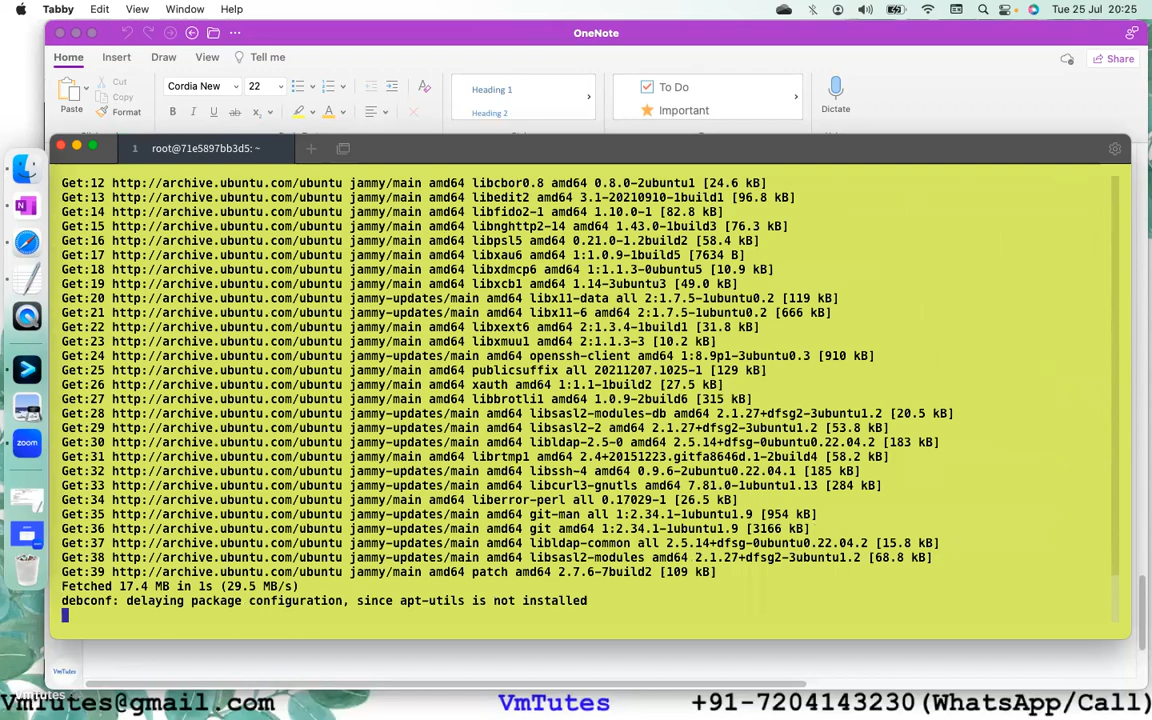 Tabby Edit View Window Help Tue 25 Jul 20:25
OneNote
Home Insert Draw View Tell me Share
Paste Cut Cordia New 22 Heading 1 To Do
Copy
Format Heading 2 Important Dictate
1 root@71e5897bb3d5: ~
Get:12 http://archive.ubuntu.com/ubuntu jammy/main amd64 libcbor0.8 amd64 0.8.0-2ubuntu1 [24.6 kB]
Get:13 http://archive.ubuntu.com/ubuntu jammy/main amd64 libedit2 amd64 3.1-20210910-1build1 [96.8 kB]
Get:14 http://archive.ubuntu.com/ubuntu jammy/main amd64 libfido2-1 amd64 1.10.0-1 [82.8 kB]
Get:15 http://archive.ubuntu.com/ubuntu jammy/main amd64 libnghttp2-14 amd64 1.43.0-1build3 [76.3 kB]
Get:16 http://archive.ubuntu.com/ubuntu jammy/main amd64 libpsl5 amd64 0.21.0-1.2build2 [58.4 kB]
Get:17 http://archive.ubuntu.com/ubuntu jammy/main amd64 libxau6 amd64 1:1.0.9-1build5 [7634 B]
Get:18 http://archive.ubuntu.com/ubuntu jammy/main amd64 libxdmcp6 amd64 1:1.1.3-0ubuntu5 [10.9 kB]
Get:19 http://archive.ubuntu.com/ubuntu jammy/main amd64 libxcb1 amd64 1.14-3ubuntu3 [49.0 kB]
Get:20 http://archive.ubuntu.com/ubuntu jammy-updates/main amd64 libx11-data all 2:1.7.5-1ubuntu0.2 [119 kB]
Get:21 http://archive.ubuntu.com/ubuntu jammy-updates/main amd64 libx11-6 amd64 2:1.7.5-1ubuntu0.2 [666 kB]
Get:22 http://archive.ubuntu.com/ubuntu jammy/main amd64 libxext6 amd64 2:1.3.4-1build1 [31.8 kB]
Get:23 http://archive.ubuntu.com/ubuntu jammy/main amd64 libxmuu1 amd64 2:1.1.3-3 [10.2 kB]
Get:24 http://archive.ubuntu.com/ubuntu jammy-updates/main amd64 openssh-client amd64 1:8.9p1-3ubuntu0.3 [910 kB]
Get:25 http://archive.ubuntu.com/ubuntu jammy/main amd64 publicsuffix all 20211207.1025-1 [129 kB]
Get:26 http://archive.ubuntu.com/ubuntu jammy/main amd64 xauth amd64 1:1.1-1build2 [27.5 kB]
Get:27 http://archive.ubuntu.com/ubuntu jammy/main amd64 libbrotli1 amd64 1.0.9-2build6 [315 kB]
Get:28 http://archive.ubuntu.com/ubuntu jammy-updates/main amd64 libsasl2-modules-db amd64 2.1.27+dfsg2-3ubuntu1.2 [20.5 kB]
Get:29 http://archive.ubuntu.com/ubuntu jammy-updates/main amd64 libsasl2-2 amd64 2.1.27+dfsg2-3ubuntu1.2 [53.8 kB]
Get:30 http://archive.ubuntu.com/ubuntu jammy-updates/main amd64 libldap-2.5-0 amd64 2.5.14+dfsg-0ubuntu0.22.04.2 [183 kB]
Get:31 http://archive.ubuntu.com/ubuntu jammy/main amd64 librtmp1 amd64 2.4+20151223.gitfa8646d.1-2build4 [58.2 kB]
Get:32 http://archive.ubuntu.com/ubuntu jammy-updates/main amd64 libssh-4 amd64 0.9.6-2ubuntu0.22.04.1 [185 kB]
Get:33 http://archive.ubuntu.com/ubuntu jammy-updates/main amd64 libcurl3-gnutls amd64 7.81.0-1ubuntu1.13 [284 kB]
Get:34 http://archive.ubuntu.com/ubuntu jammy/main amd64 liberror-perl all 0.17029-1 [26.5 kB]
Get:35 http://archive.ubuntu.com/ubuntu jammy-updates/main amd64 git-man all 1:2.34.1-1ubuntu1.9 [954 kB]
Get:36 http://archive.ubuntu.com/ubuntu jammy-updates/main amd64 git amd64 1:2.34.1-1ubuntu1.9 [3166 kB]
Get:37 http://archive.ubuntu.com/ubuntu jammy-updates/main amd64 libldap-common all 2.5.14+dfsg-0ubuntu0.22.04.2 [15.8 kB]
Get:38 http://archive.ubuntu.com/ubuntu jammy-updates/main amd64 libsasl2-modules amd64 2.1.27+dfsg2-3ubuntu1.2 [68.8 kB]
Get:39 http://archive.ubuntu.com/ubuntu jammy/main amd64 patch amd64 2.7.6-7build2 [109 kB]
Fetched 17.4 MB in 1s (29.5 MB/s)
debconf: delaying package configuration, since apt-utils is not installed
zoom
VmTutes
VmTutes
VmTutes@gmail.com VmTutes +91-7204143230(WhatsApp/Call)